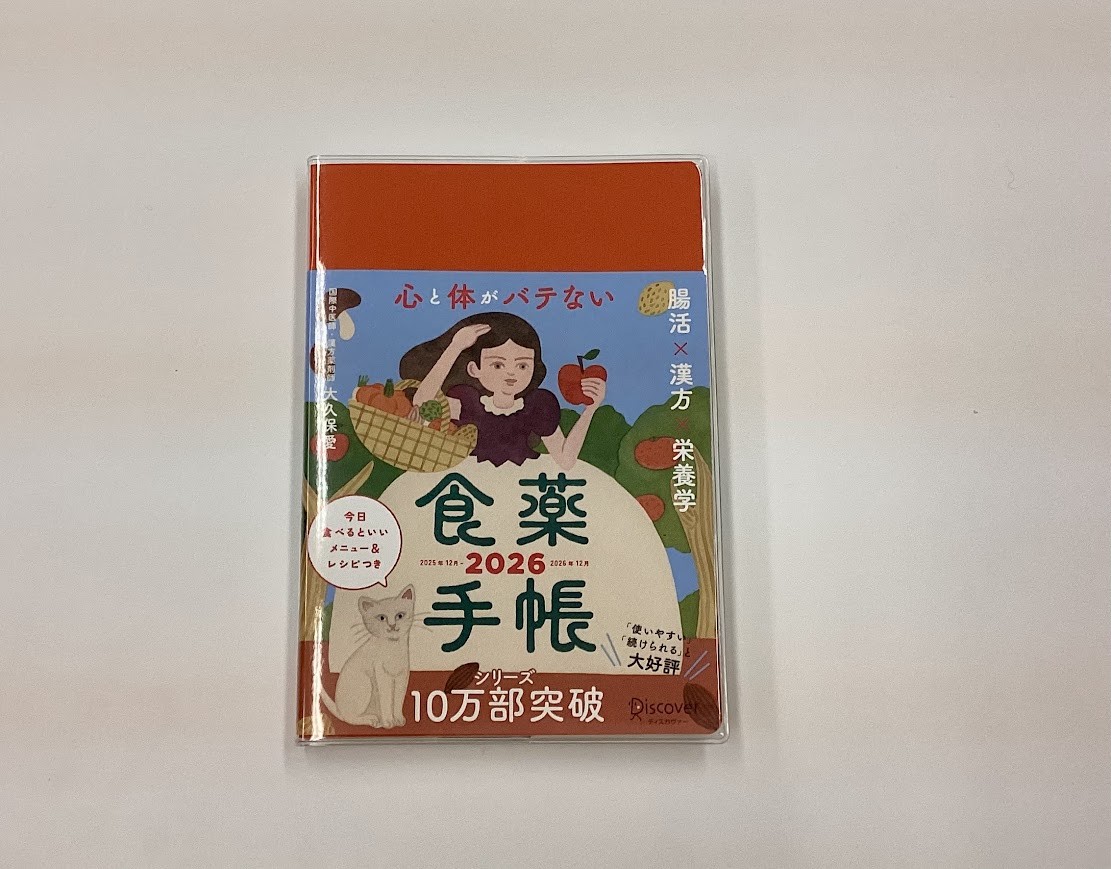 心と体がバテない
腸活×漢方×栄養学
国際中医師・漢方薬剤師 大久保愛
食薬
2025年12月-2026 2026年12月
手帳
今日
食べるといい
メニュー&
レシピつき
「使いやすい」
「続けられる」と
大好評
シリーズ
10万部突破
Discover
ディスカヴァー